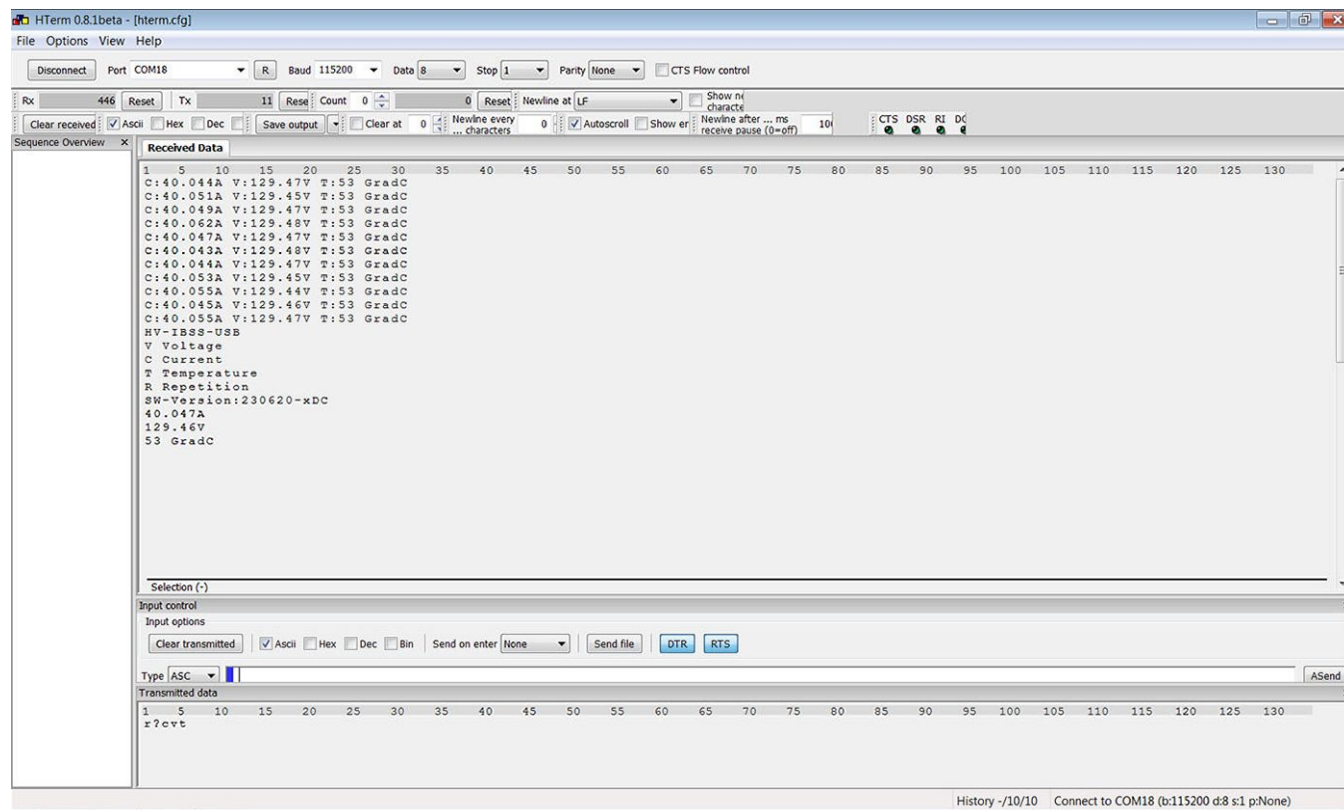 HTerm 0.8.1beta - [hterm.cfg]
File Options View Help
Disconnect Port COM18 R Baud 115200 Data 8 Stop 1 Parity None CTS Flow control
Rx 446 Reset Tx 11 Rese Count 0 0 Reset Newline at LF Show ne
characte
Clear received Ascii Hex Dec Save output Clear at 0 Newline every
... characters 0 Autoscroll Show er Newline after ... ms
receive pause (0=off) 10 CTS DSR RI DC
Sequence Overview x
Received Data
1 5 10 15 20 25 30 35 40 45 50 55 60 65 70 75 80 85 90 95 100 105 110 115 120 125 130
C:40.044A V:129.47V T:53 GradC
C:40.051A V:129.45V T:53 GradC
C:40.049A V:129.47V T:53 GradC
C:40.062A V:129.48V T:53 GradC
C:40.047A V:129.47V T:53 GradC
C:40.043A V:129.48V T:53 GradC
C:40.044A V:129.47V T:53 GradC
C:40.053A V:129.45V T:53 GradC
C:40.055A V:129.44V T:53 GradC
C:40.045A V:129.46V T:53 GradC
C:40.055A V:129.47V T:53 GradC
HV-IBSS-USB
V Voltage
C Current
T Temperature
R Repetition
SW-Version:230620-xDC
40.047A
129.46V
53 GradC
Selection (-)
Input control
Input options
Clear transmitted Ascii Hex Dec Bin Send on enter None Send file DTR RTS
Type ASC ASend
Transmitted data
1 5 10 15 20 25 30 35 40 45 50 55 60 65 70 75 80 85 90 95 100 105 110 115 120 125 130
r?cvt
History -/10/10 Connect to COM18 (b:115200 d:8 s:1 p:None)